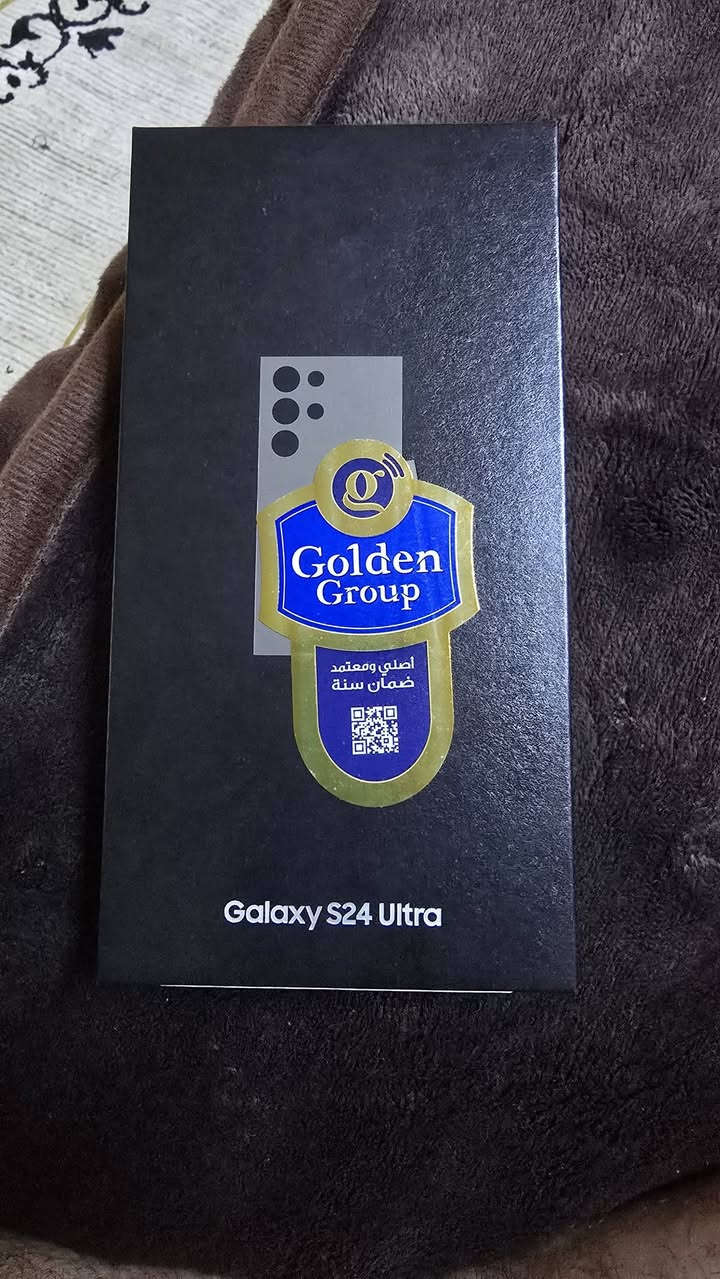 g
Golden
Group
أصلي ومعتمد
ضمان سنة
Galaxy S24 Ultra